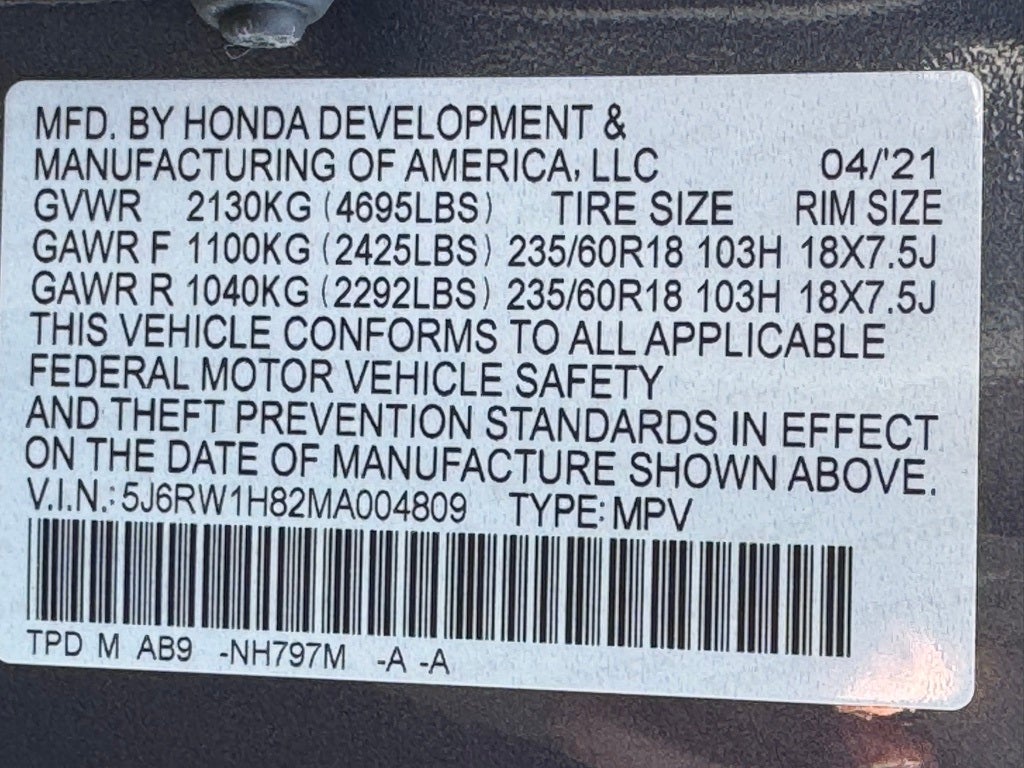 MFD. BY HONDA DEVELOPMENT &
MANUFACTURING OF AMERICA, LLC 04/'21
GVWR 2130KG (4695LBS) TIRE SIZE RIM SIZE
GAWR F 1100KG (2425LBS) 235/60R18 103H 18X7.5J
GAWR R 1040KG (2292LBS) 235/60R18 103H 18X7.5J
THIS VEHICLE CONFORMS TO ALL APPLICABLE
FEDERAL MOTOR VEHICLE SAFETY
AND THEFT PREVENTION STANDARDS IN EFFECT
ON THE DATE OF MANUFACTURE SHOWN ABOVE.
V.I.N.: 5J6RW1H82MA004809 TYPE: MPV
TPD M AB9 -NH797M -A -A